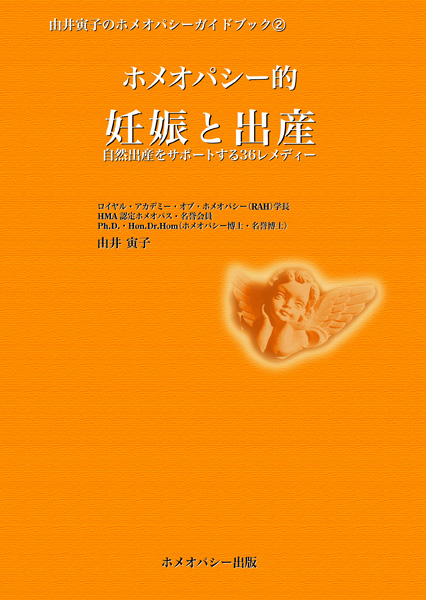 由井寅子のホメオパシーガイドブック②
ホメオパシー的
妊娠と出産
自然出産をサポートする36レメディー
ロイヤル・アカデミー・オブ・ホメオパシー(RAH)学長
HMA認定ホメオパス・名誉会員
Ph.D.・Hon.Dr.Hom(ホメオパシー博士・名誉博士)
由井 寅子
ホメオパシー出版